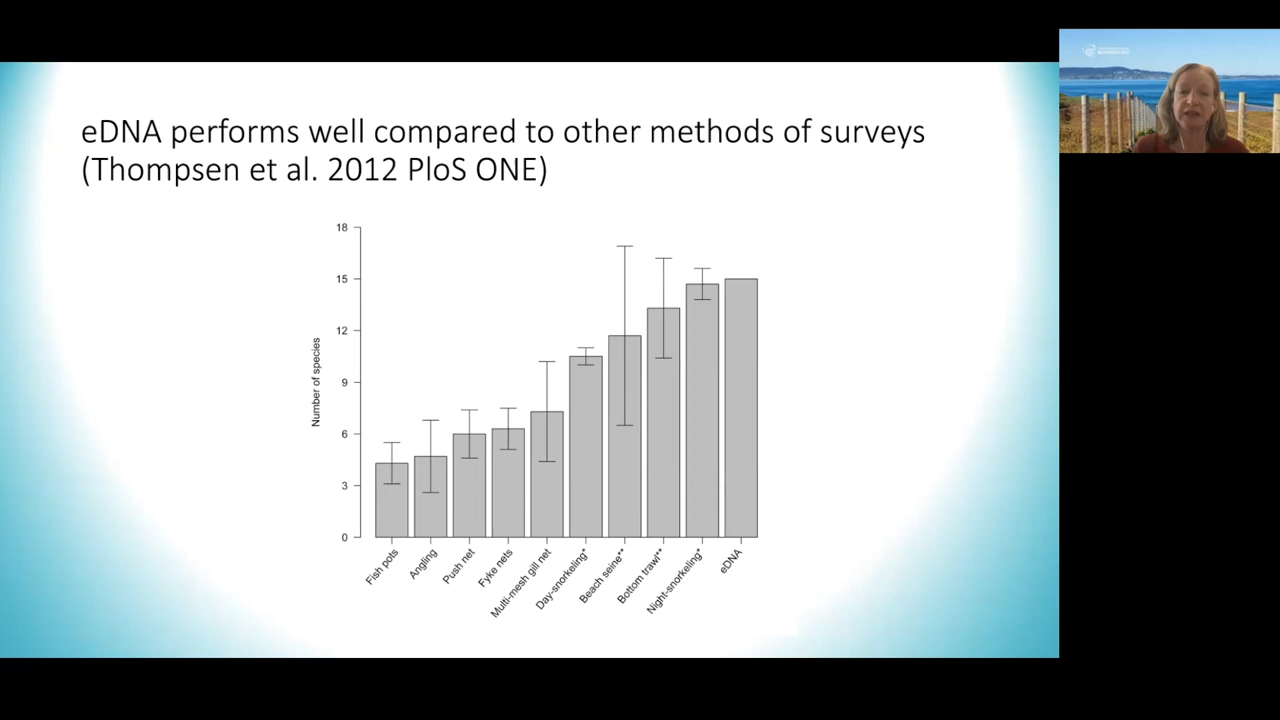 eDNA performs well compared to other methods of surveys
(Thompsen et al. 2012 PloS ONE)
18
15
12
9
6
3
0
Number of species
Fish pots
Angling
Push net
Fyke nets
Multi-mesh gill net
Day-snorkeling*
Beach seine**
Bottom trawl**
Night-snorkeling*
eDNA